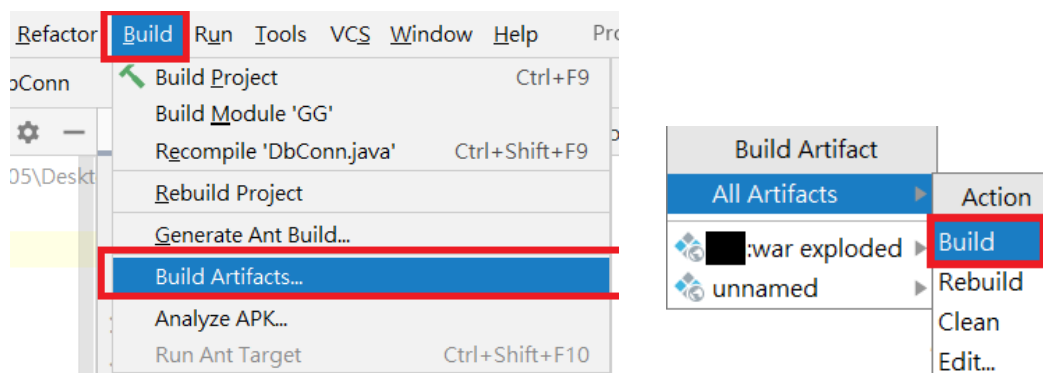 Refactor Build Run Tools VCS Window Help
Conn
Build Project Ctrl+F9
Build Module 'GG'
Recompile 'DbConn.java' Ctrl+Shift+F9
05\Deskt
Rebuild Project
Generate Ant Build...
Build Artifacts...
Analyze APK...
Run Ant Target Ctrl+Shift+F10
Build Artifact
All Artifacts
:war exploded
unnamed
Action
Build
Rebuild
Clean
Edit...